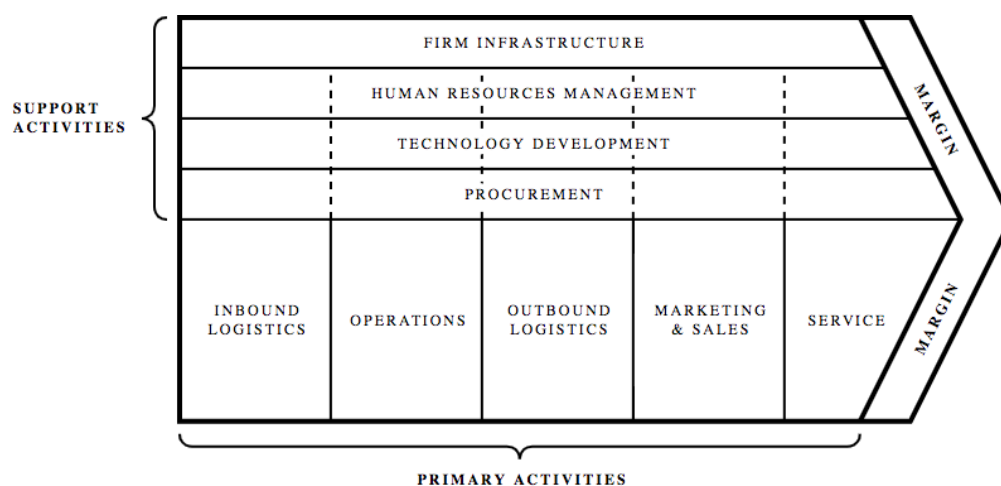 FIRM INFRASTRUCTURE
HUMAN RESOURCES MANAGEMENT
TECHNOLOGY DEVELOPMENT
PROCUREMENT
SUPPORT
ACTIVITIES
MARGIN
INBOUND
LOGISTICS
OPERATIONS
OUTBOUND
LOGISTICS
MARKETING
& SALES
SERVICE
MARGIN
PRIMARY ACTIVITIES